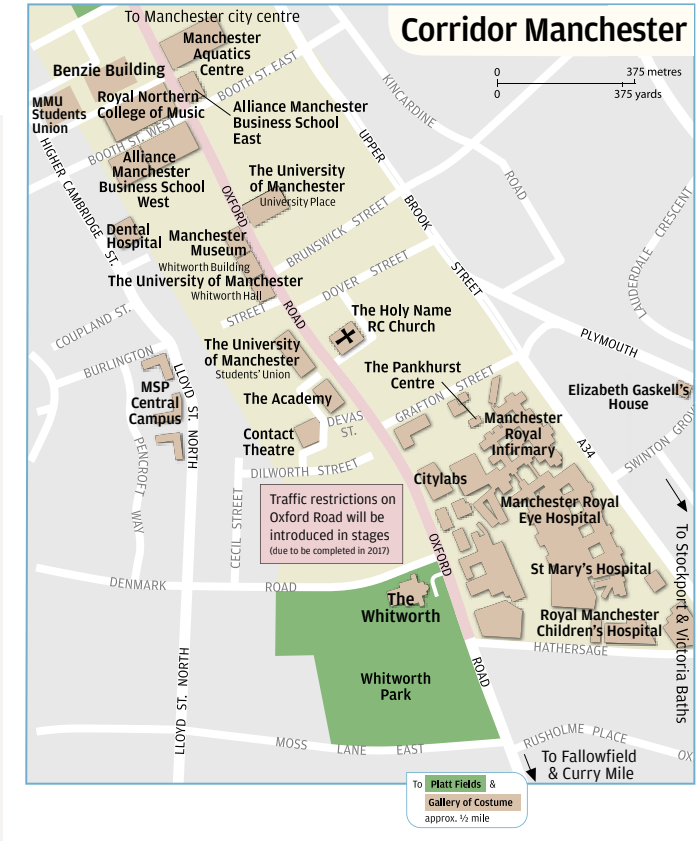 To Manchester city centre
Corridor Manchester
0
375 metres
0
375 yards
Manchester
Aquatics
Centre
Benzie Building
BOOTH ST. EAST
KINCARDINE
ROAD
MMU
Students
Union
Royal Northern
College of Music
Alliance Manchester
Business School
East
BOOTH ST. WEST
UPPER
BROOK
STREET
HIGHER CAMBRIDGE ST.
Alliance
Manchester
Business School
West
The University
of Manchester
University Place
OXFORD
ROAD
LAUDERDALE CRESCENT
Dental
Hospital
Manchester
Museum
BRUNSWICK STREET
Whitworth Building
The University of Manchester
Whitworth Hall
DOVER STREET
STREET
COUPLAND ST.
The Holy Name
RC Church
PLYMOUTH
BURLINGTON
The University
of Manchester
Students' Union
The Pankhurst
Centre
LLOYD ST. NORTH
MSP
Central
Campus
The Academy
GRAFTON STREET
Elizabeth Gaskell's
House
DEVAS
ST.
Manchester
Royal
Infirmary
Contact
Theatre
A34
SWINTON GRO
PENCROFT WAY
DILWORTH STREET
Citylabs
CECIL STREET
Traffic restrictions on
Oxford Road will be
introduced in stages
(due to be completed in 2017)
Manchester Royal
Eye Hospital
OXFORD
To Stockport & Victoria Baths
St Mary's Hospital
DENMARK
ROAD
The
Whitworth
Royal Manchester
Children's Hospital
HATHERSAGE
LLOYD ST. NORTH
Whitworth
Park
ROAD
MOSS LANE EAST
RUSHOLME PLACE
OX
To Fallowfield
& Curry Mile
To Platt Fields &
Gallery of Costume
approx. ½ mile